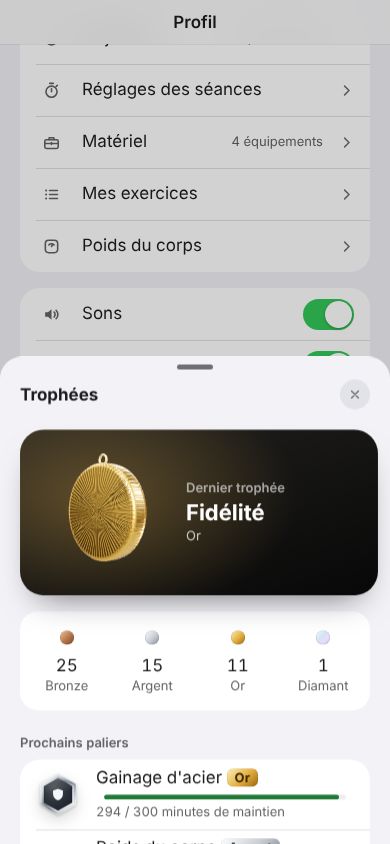 Profil
Réglages des séances
Matériel 4 équipements
Mes exercices
Poids du corps
Sons
Trophées
Dernier trophée
Fidélité
Or
25 15 11 1
Bronze Argent Or Diamant
Prochains paliers
Gainage d'acier Or
294 / 300 minutes de maintien